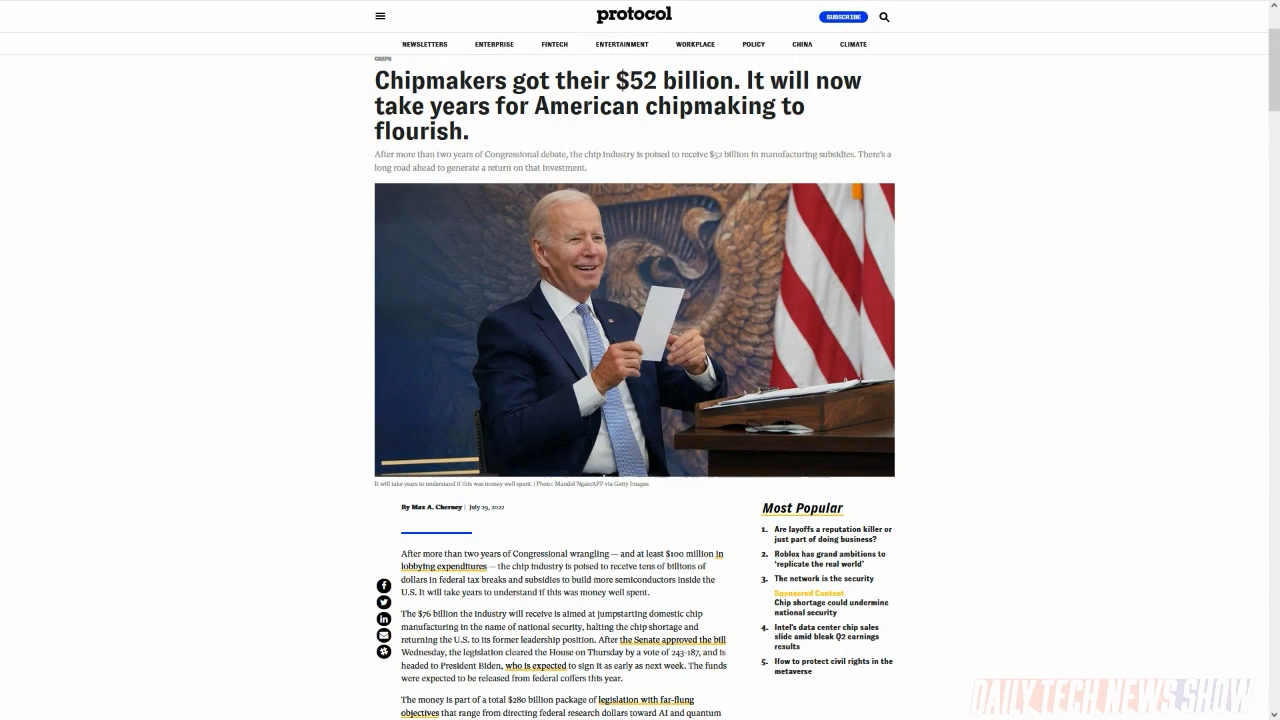 protocol
SUBSCRIBE
NEWSLETTERS
ENTERPRISE
FINTECH
ENTERTAINMENT
WORKPLACE
POLICY
CHINA
CLIMATE
CHIPS
Chipmakers got their $52 billion. It will now
take years for American chipmaking to
flourish.
After more than two years of Congressional debate, the chip industry is poised to receive $52 billion in manufacturing subsidies. There's a
long road ahead to generate a return on that investment.
It will take years to understand if this was money well spent. | Photo: Mandel Ngan/AFP via Getty Images
By Max A. Cherney | July 29, 2022
After more than two years of Congressional wrangling — and at least $100 million in
lobbying expenditures — the chip industry is poised to receive tens of billions of
dollars in federal tax breaks and subsidies to build more semiconductors inside the
U.S. It will take years to understand if this was money well spent.
The $76 billion the industry will receive is aimed at jumpstarting domestic chip
manufacturing in the name of national security, halting the chip shortage and
returning the U.S. to its former leadership position. After the Senate approved the bill
Wednesday, the legislation cleared the House on Thursday by a vote of 243-187, and is
headed to President Biden, who is expected to sign it as early as next week. The funds
were expected to be released from federal coffers this year.
The money is part of a total $280 billion package of legislation with far-flung
objectives that range from directing federal research dollars toward AI and quantum
Most Popular
1. Are layoffs a reputation killer or
just part of doing business?
2. Roblox has grand ambitions to
'replicate the real world'
3. The network is the security
Sponsored Content
Chip shortage could undermine
national security
4. Intel's data center chip sales
slide amid bleak Q2 earnings
results
5. How to protect civil rights in the
metaverse
DAILY TECH NEWS SHOW